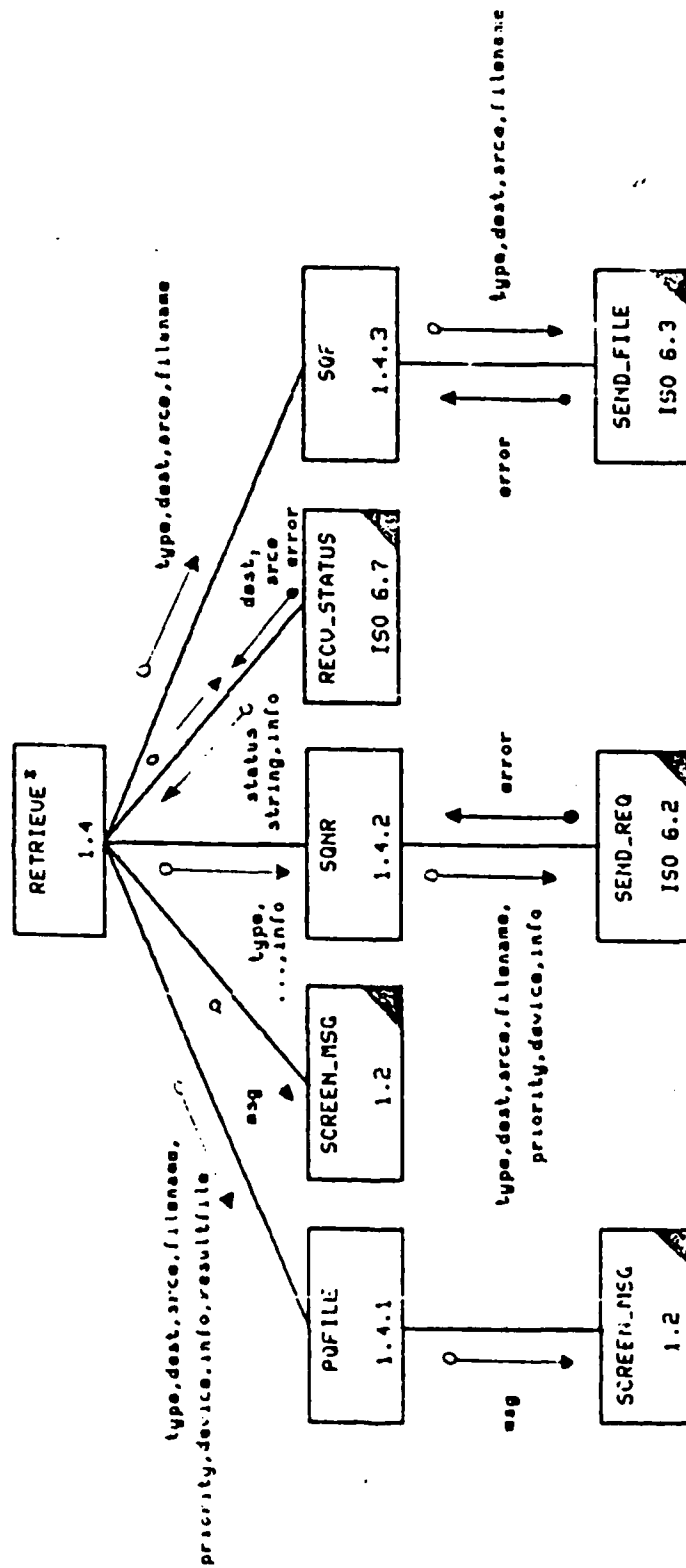 RETRIEVE*
1.4
type,dest,srce,filename,
priority,device,info,resultfile
msg
type,
...,info
status
string,info
dest,
srce
error
type,dest,srce,filename
PQFILE
1.4.1
SCREEN_MSG
1.2
SQNR
1.4.2
RECV_STATUS
ISO 6.7
SQF
1.4.3
msg
type,dest,srce,filename,
priority,device,info
error
error
type,dest,srce,filename
SCREEN_MSG
1.2
SEND_REQ
ISO 6.2
SEND_FILE
ISO 6.3